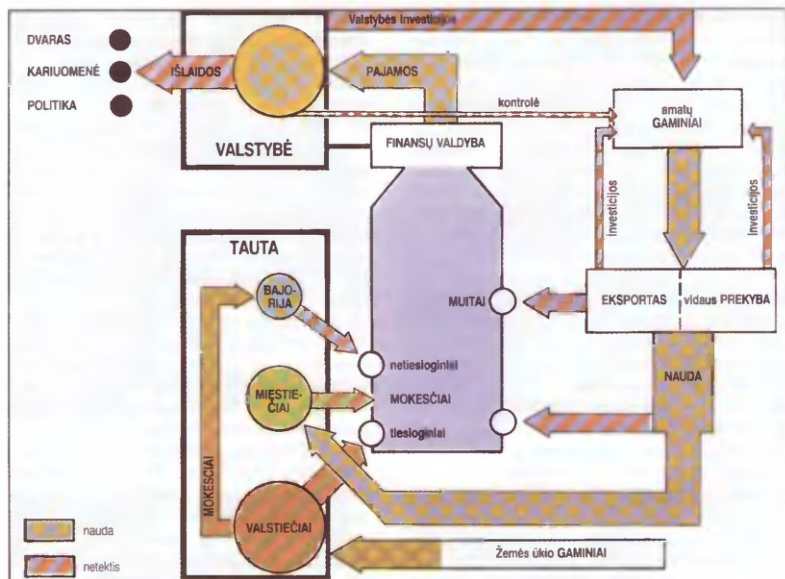 DVARAS
KARIUOMENĖ
POLITIKA
IŠLAIDOS
PAJAMOS
Valstybės Investicijos
kontrolė
amatų
GAMINIAI
VALSTYBĖ
FINANSŲ VALDYBA
Investicijos
Investicijos
TAUTA
BAJO-
RIJA
MUITAI
EKSPORTAS
vidaus PREKYBA
netiesioginiai
MIESTIE-
ČIAI
MOKESČIAI
NAUDA
tiesioginiai
MOKESČIAI
VALSTIEČIAI
nauda
netektis
Žemės ūkio GAMINIAI